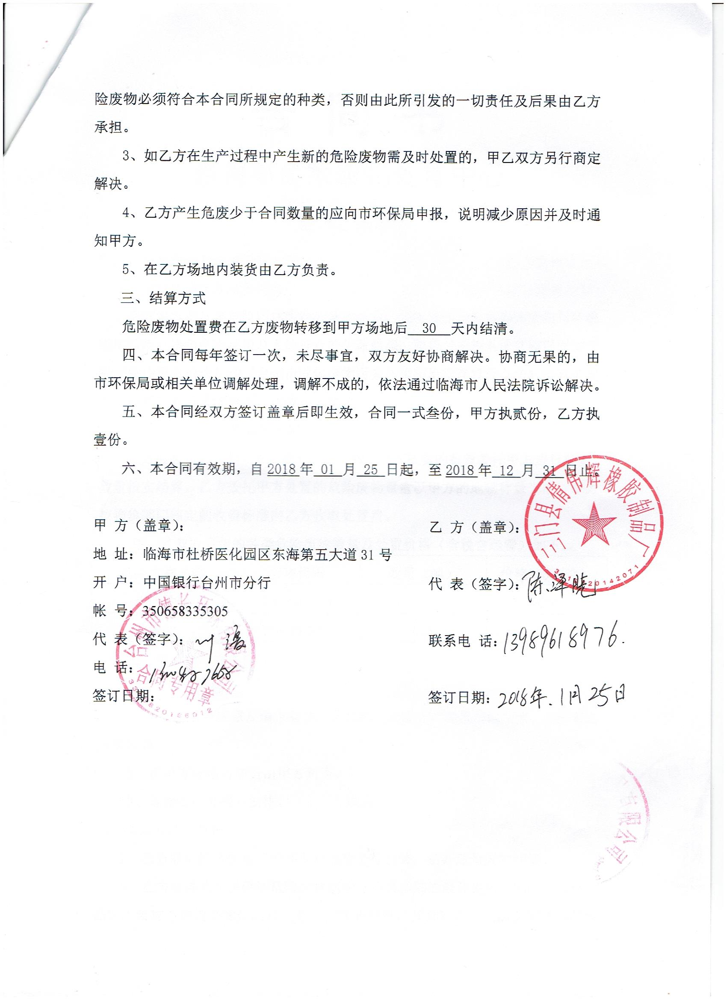 险废物必须符合本合同所规定的种类，否则由此所引发的一切责任及后果由乙方
承担。
3、如乙方在生产过程中产生新的危险废物需及时处置的，甲乙双方另行商定
解决。
4、乙方产生危废少于合同数量的应向市环保局申报，说明减少原因并及时通
知甲方。
5、在乙方场地内装货由乙方负责。
三、结算方式
危险废物处置费在乙方废物转移到甲方场地后 30 天内结清。
四、本合同每年签订一次，未尽事宜，双方友好协商解决。协商无果的，由
市环保局或相关单位调解处理，调解不成的，依法通过临海市人民法院诉讼解决。
五、本合同经双方签订盖章后即生效，合同一式叁份，甲方执贰份，乙方执
壹份。
六、本合同有效期，自 2018 年 01 月 25 日起，至 2018 年 12 月 31 日止。
甲 方（盖章）：
地 址：临海市杜桥医化园区东海第五大道 31 号
开 户：中国银行台州市分行
帐 号：350658335305
代 表（签字）：
电 话：
签订日期：
台州市德长环保有限公司
合同专用章
乙 方（盖章）：
代 表（签字）：陈泽晓
联系电 话：13989618976.
签订日期：2018年.1月25日
三门县倩伟辉橡胶制品厂
有限公司